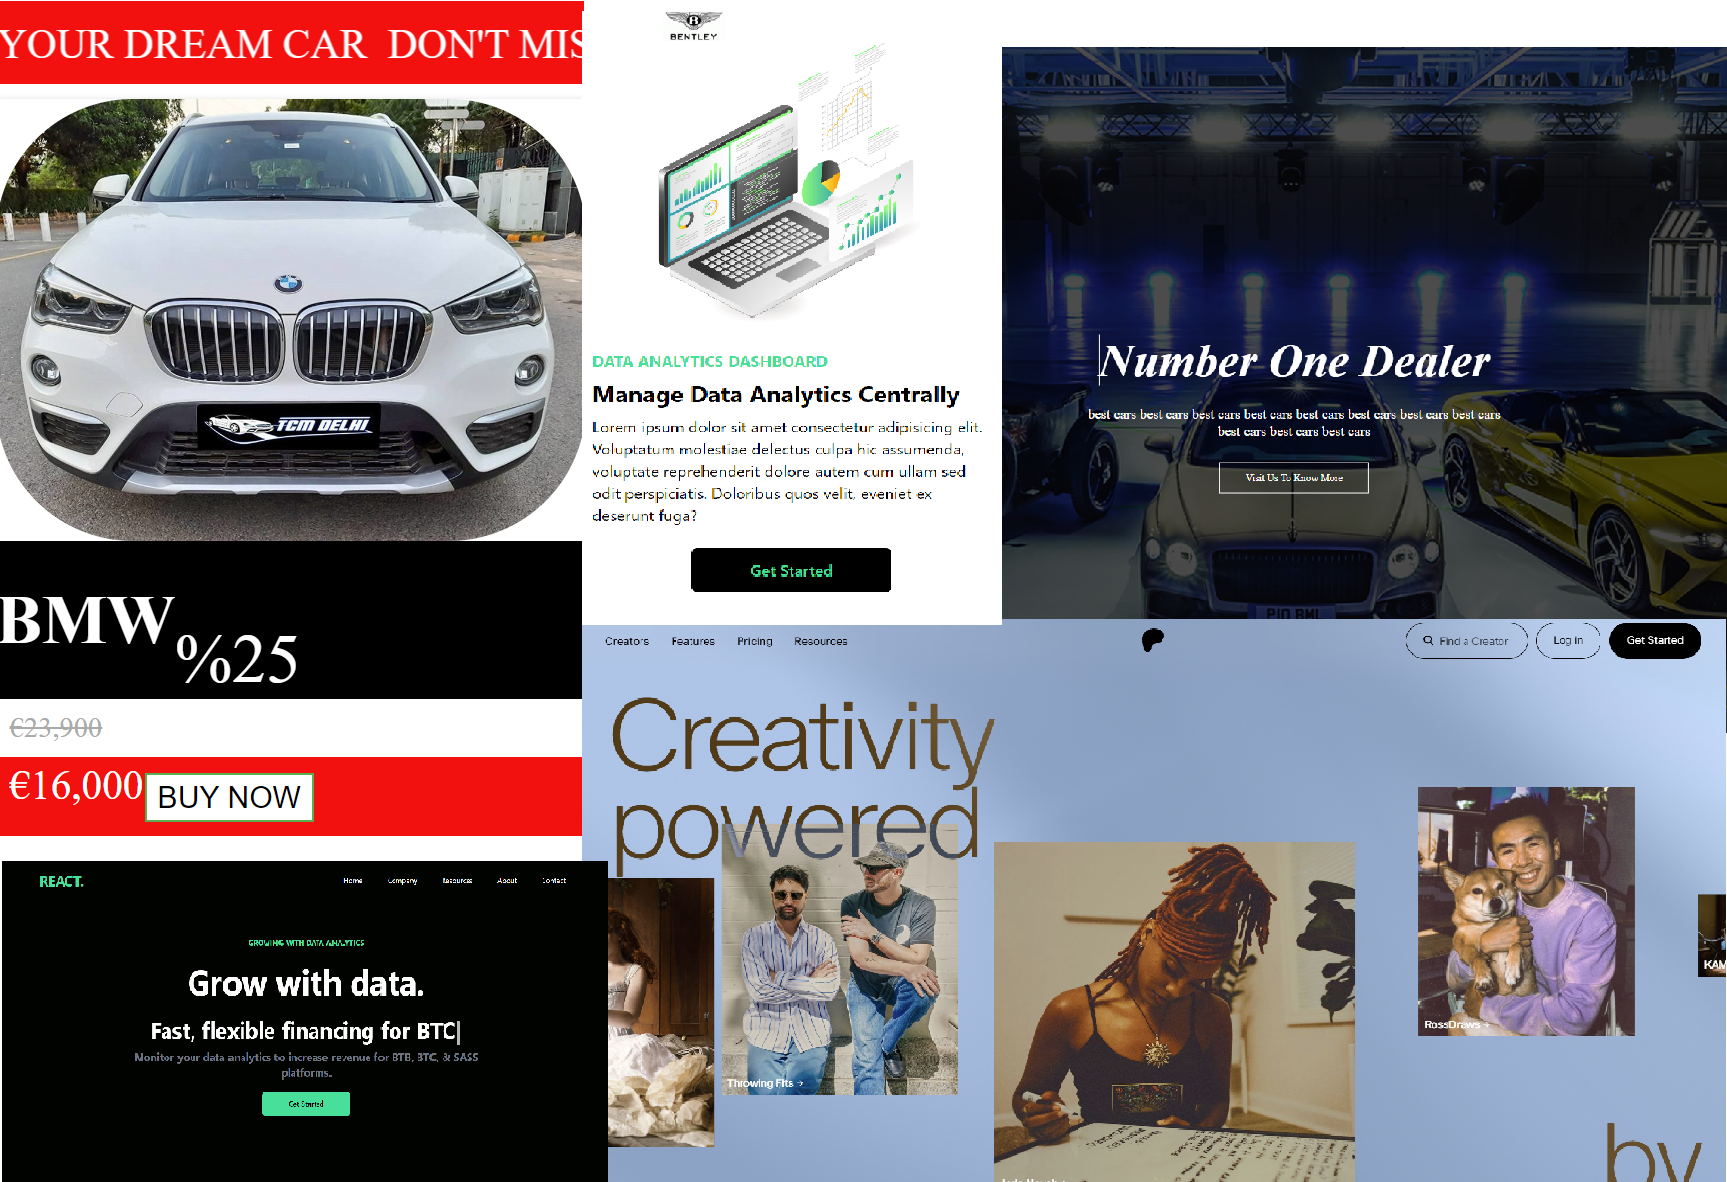 YOUR DREAM CAR DON'T MIS
TCM DELHI
BMW
%25
€23,900
€16,000
BUY NOW
BENTLEY
DATA ANALYTICS DASHBOARD
Manage Data Analytics Centrally
Lorem ipsum dolor sit amet consectetur adipisicing elit.
Voluptatum molestiae delectus culpa hic assumenda,
voluptate reprehenderit dolore autem cum ullam sed
odit perspiciatis. Doloribus quos velit, eveniet ex
deserunt fuga?
Get Started
Number One Dealer
best cars best cars best cars best cars best cars best cars best cars best cars
best cars best cars best cars
Visit Us To Know More
Creators Features Pricing Resources
Find a Creator
Log in
Get Started
Creativity
powered
by
Throwing Fits →
RossDraws →
KAM
REACT.
Home Company Resources About Contact
GROWING WITH DATA ANALYTICS
Grow with data.
Fast, flexible financing for BTC
Monitor your data analytics to increase revenue for BTB, BTC, & SASS
platforms.
Get Started